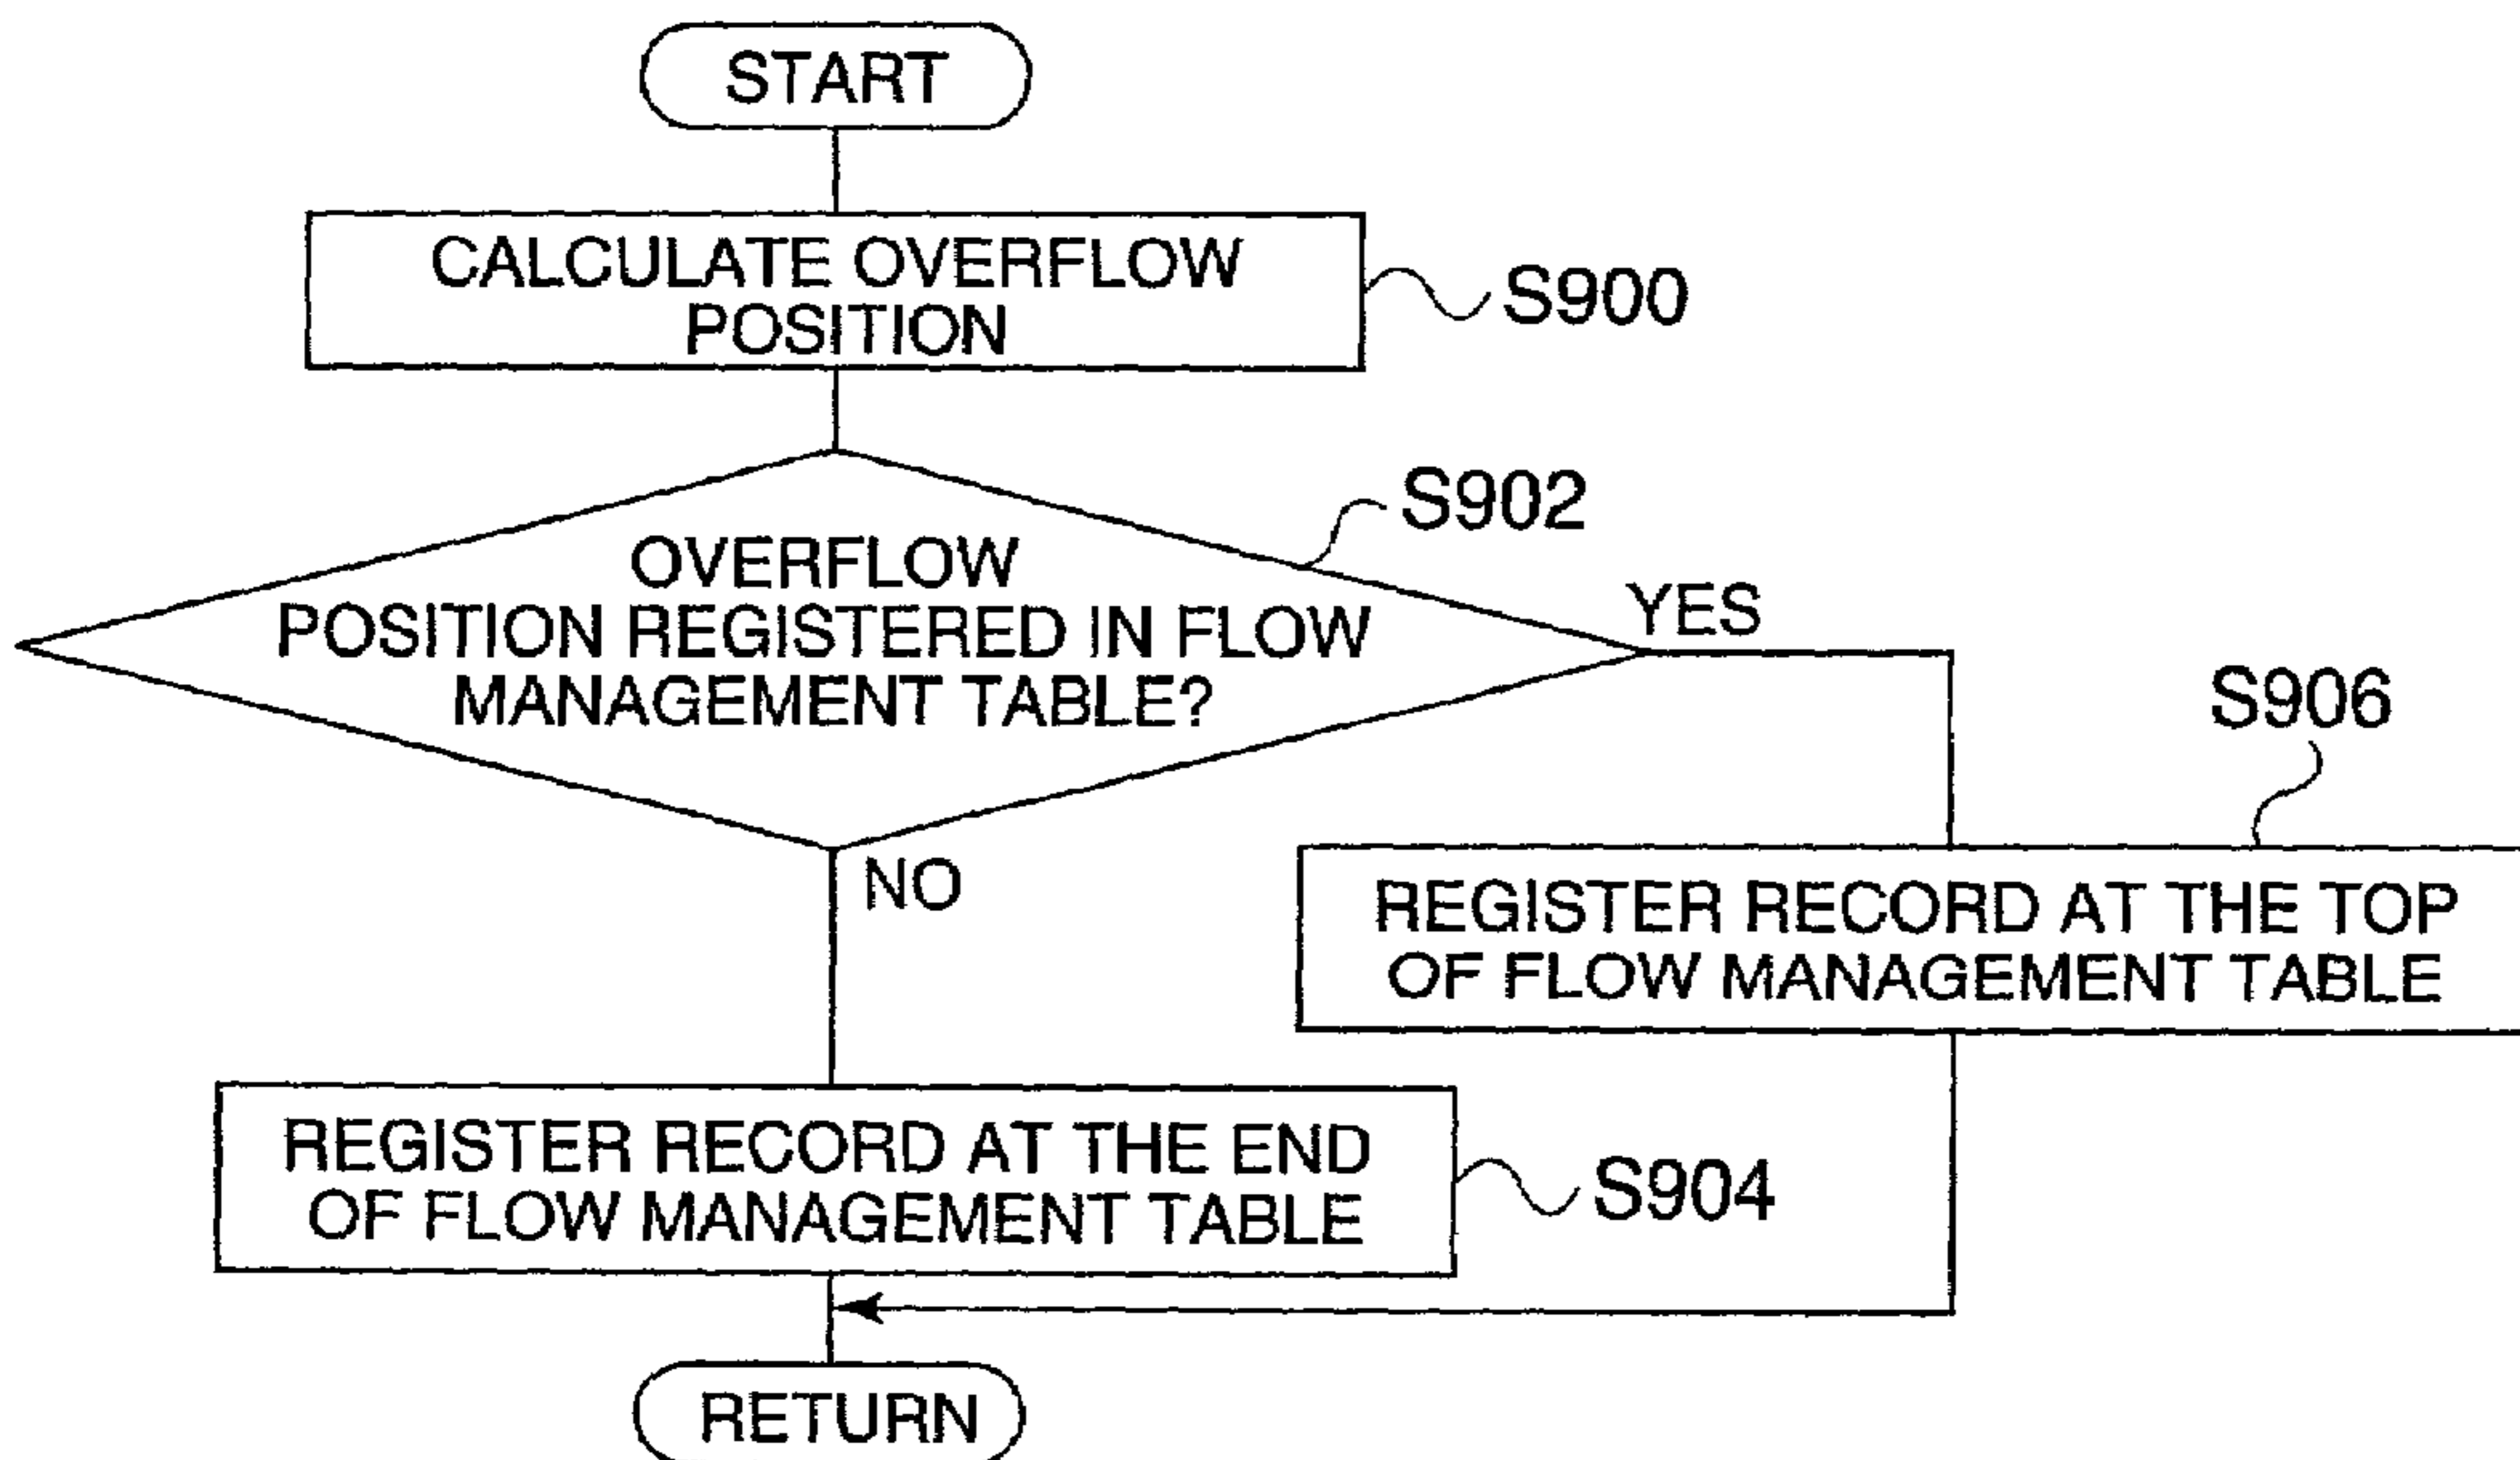 START
CALCULATE OVERFLOW
POSITION
S900
S902
OVERFLOW
POSITION REGISTERED IN FLOW
MANAGEMENT TABLE?
YES
NO
S906
REGISTER RECORD AT THE TOP
OF FLOW MANAGEMENT TABLE
REGISTER RECORD AT THE END
OF FLOW MANAGEMENT TABLE
S904
RETURN